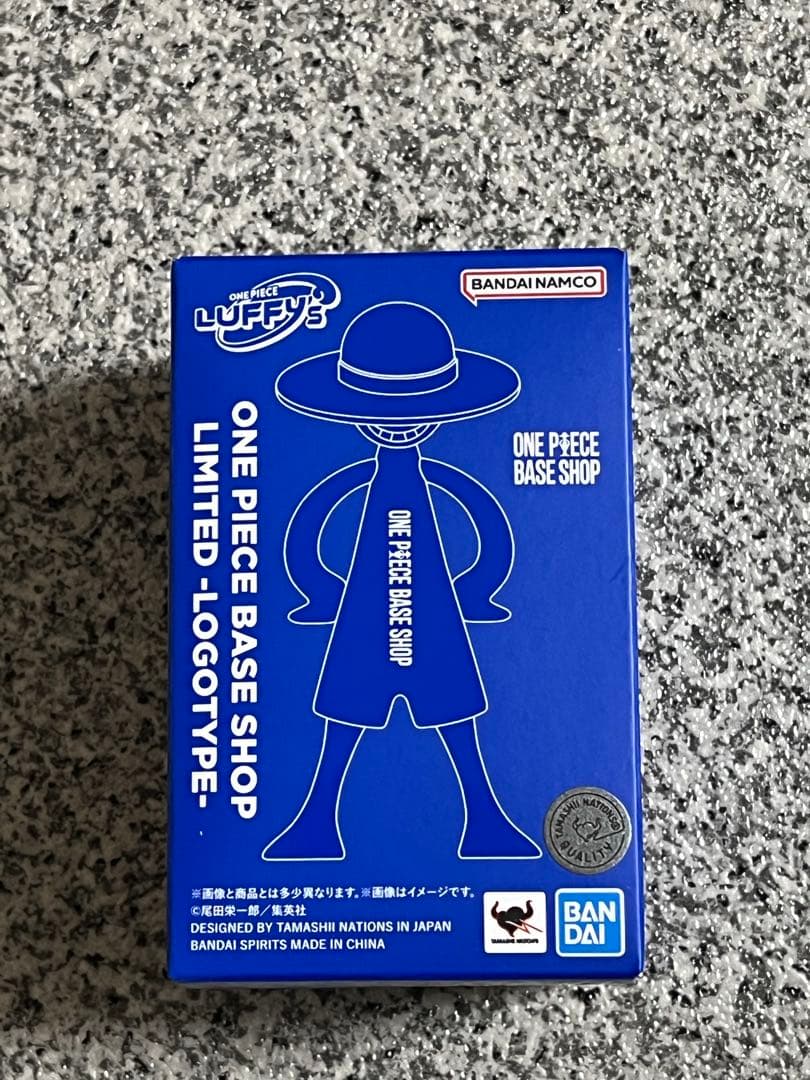 ONE PIECE
LUFFY's
BANDAI NAMCO
ONE PIECE BASE SHOP
LIMITED -LOGOTYPE-
ONE PIECE
BASE SHOP
ONE PIECE BASE SHOP
TAMASHII NATIONS
QUALITY
※画像と商品とは多少異なります。※画像はイメージです。
©尾田栄一郎／集英社
DESIGNED BY TAMASHII NATIONS IN JAPAN
BANDAI SPIRITS MADE IN CHINA
TAMASHII NATIONS
BAN
DAI